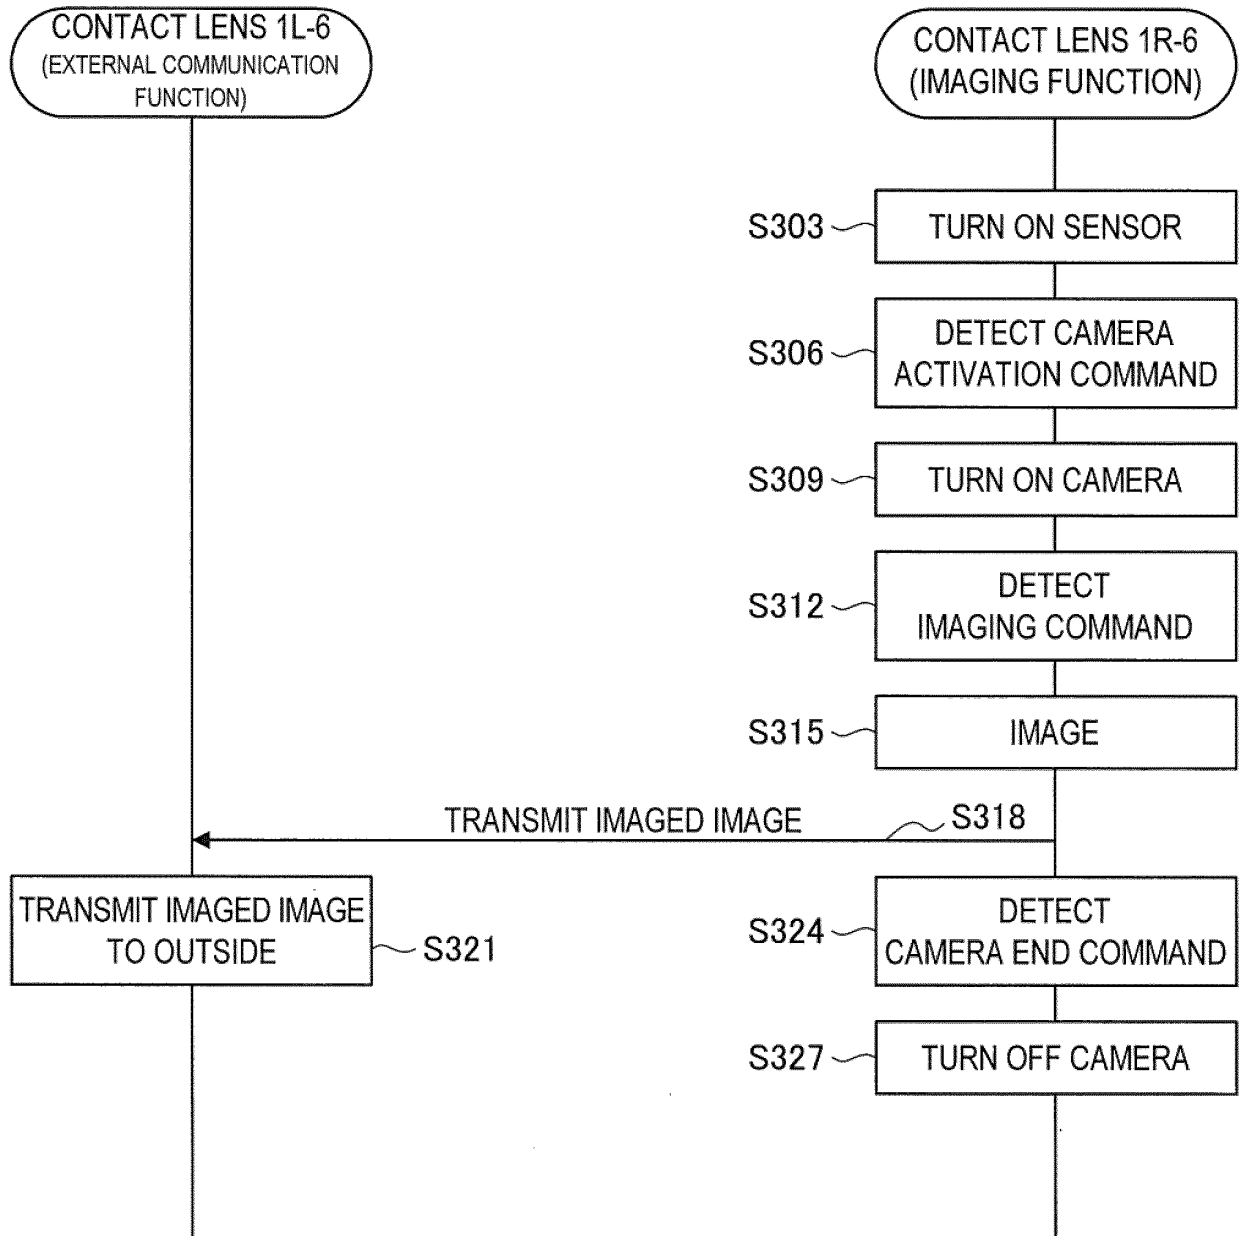 CONTACT LENS 1L-6
(EXTERNAL COMMUNICATION
FUNCTION)
CONTACT LENS 1R-6
(IMAGING FUNCTION)
S303
TURN ON SENSOR
S306
DETECT CAMERA
ACTIVATION COMMAND
S309
TURN ON CAMERA
S312
DETECT
IMAGING COMMAND
S315
IMAGE
TRANSMIT IMAGED IMAGE
S318
TRANSMIT IMAGED IMAGE
TO OUTSIDE
S321
S324
DETECT
CAMERA END COMMAND
S327
TURN OFF CAMERA